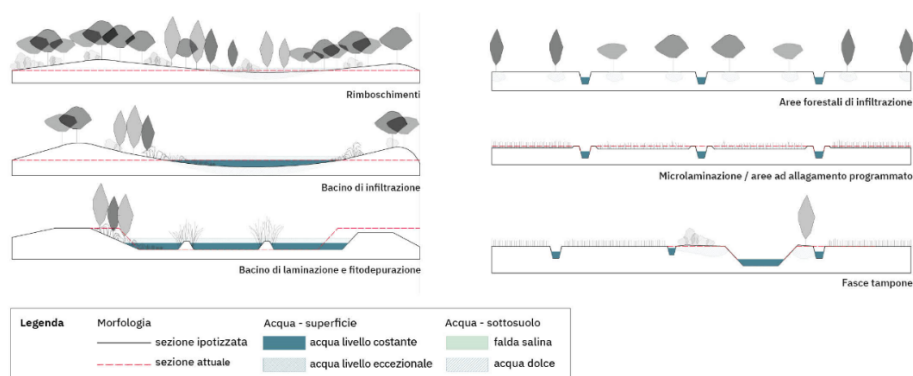 Rimboschimenti
Aree forestali di infiltrazione
Bacino di infiltrazione
Microlaminazione / aree ad allagamento programmato
Bacino di laminazione e fitodepurazione
Fasce tampone
Legenda
Morfologia
sezione ipotizzata
sezione attuale
Acqua - superficie
acqua livello costante
acqua livello eccezionale
Acqua - sottosuolo
falda salina
acqua dolce